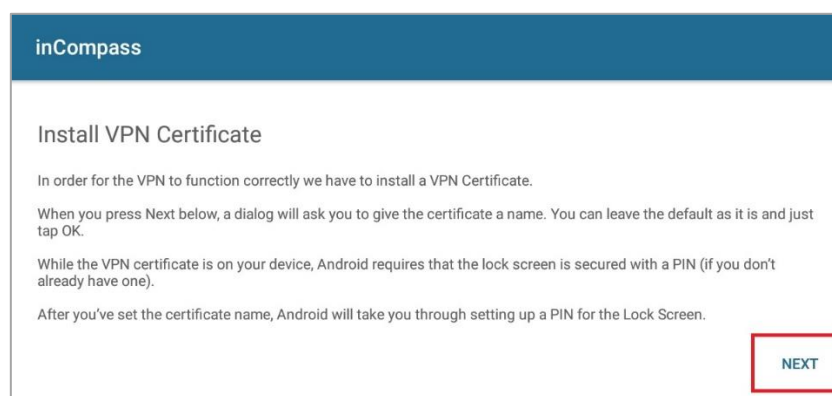 inCompass
Install VPN Certificate
In order for the VPN to function correctly we have to install a VPN Certificate.
When you press Next below, a dialog will ask you to give the certificate a name. You can leave the default as it is and just
tap OK.
While the VPN certificate is on your device, Android requires that the lock screen is secured with a PIN (if you don’t
already have one).
After you’ve set the certificate name, Android will take you through setting up a PIN for the Lock Screen.
NEXT